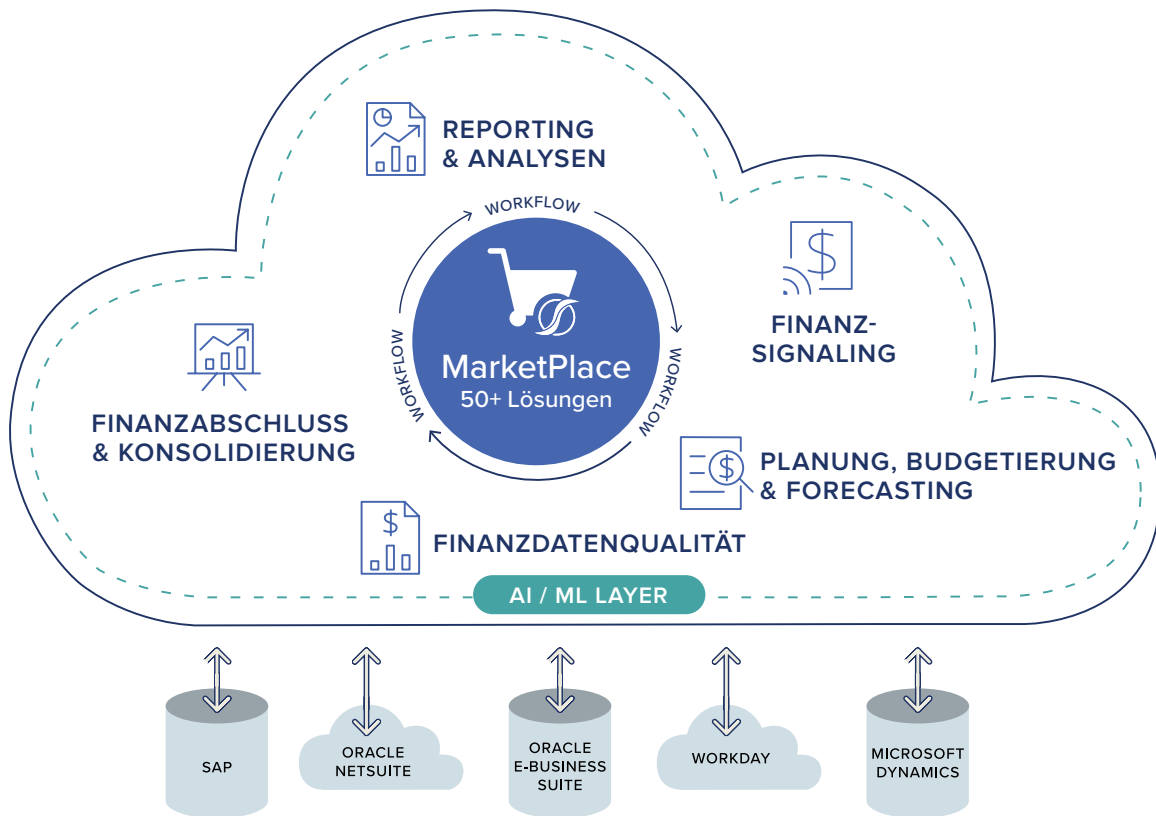 REPORTING
& ANALYSEN
WORKFLOW
WORKFLOW
WORKFLOW
MarketPlace
50+ Lösungen
FINANZ-
SIGNALING
FINANZABSCHLUSS
& KONSOLIDIERUNG
PLANUNG, BUDGETIERUNG
& FORECASTING
FINANZDATENQUALITÄT
AI / ML LAYER
SAP
ORACLE
NETSUITE
ORACLE
E-BUSINESS
SUITE
WORKDAY
MICROSOFT
DYNAMICS